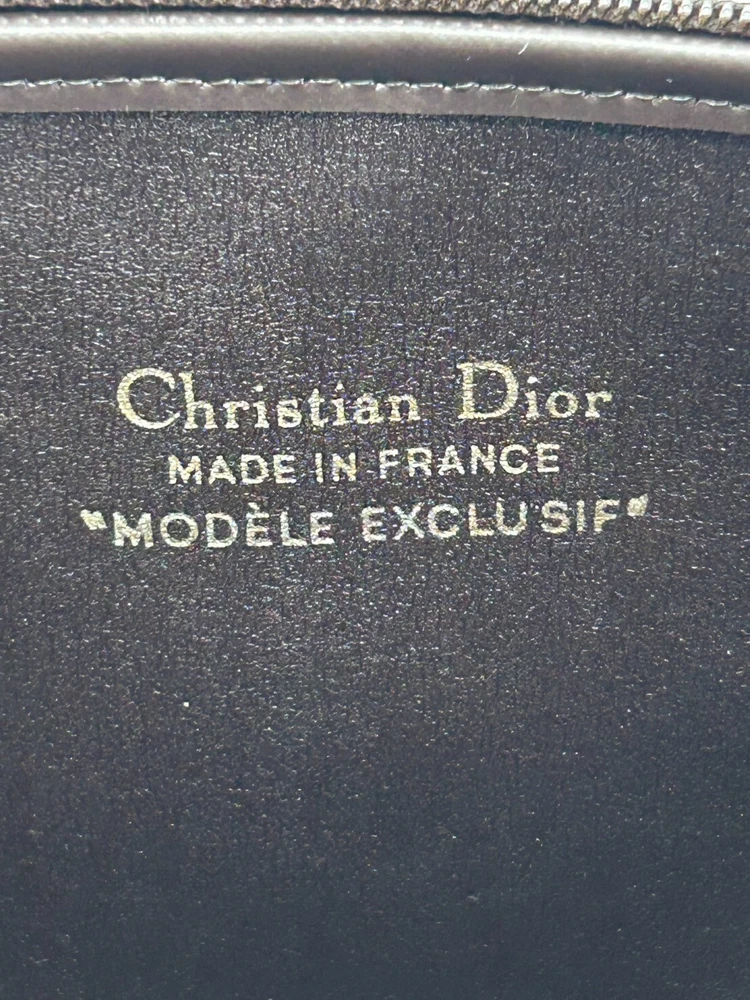 Christian Dior
MADE IN FRANCE
"MODÈLE EXCLUSIF"